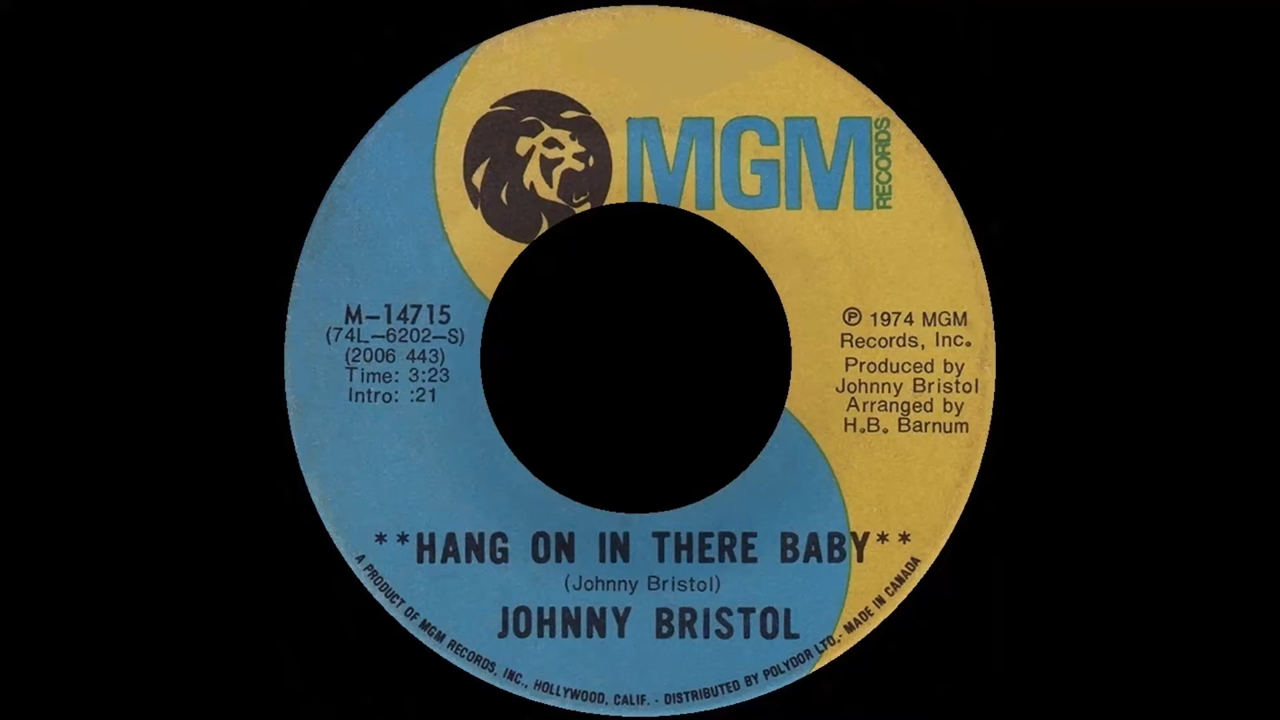 MGM
RECORDS
M–14715
(74L–6202–S)
(2006 443)
Time: 3:23
Intro: :21
℗ 1974 MGM
Records, Inc.
Produced by
Johnny Bristol
Arranged by
H.B. Barnum
**HANG ON IN THERE BABY**
(Johnny Bristol)
JOHNNY BRISTOL
A PRODUCT OF MGM RECORDS, INC., HOLLYWOOD, CALIF. - DISTRIBUTED BY POLYDOR LTD.- MADE IN CANADA